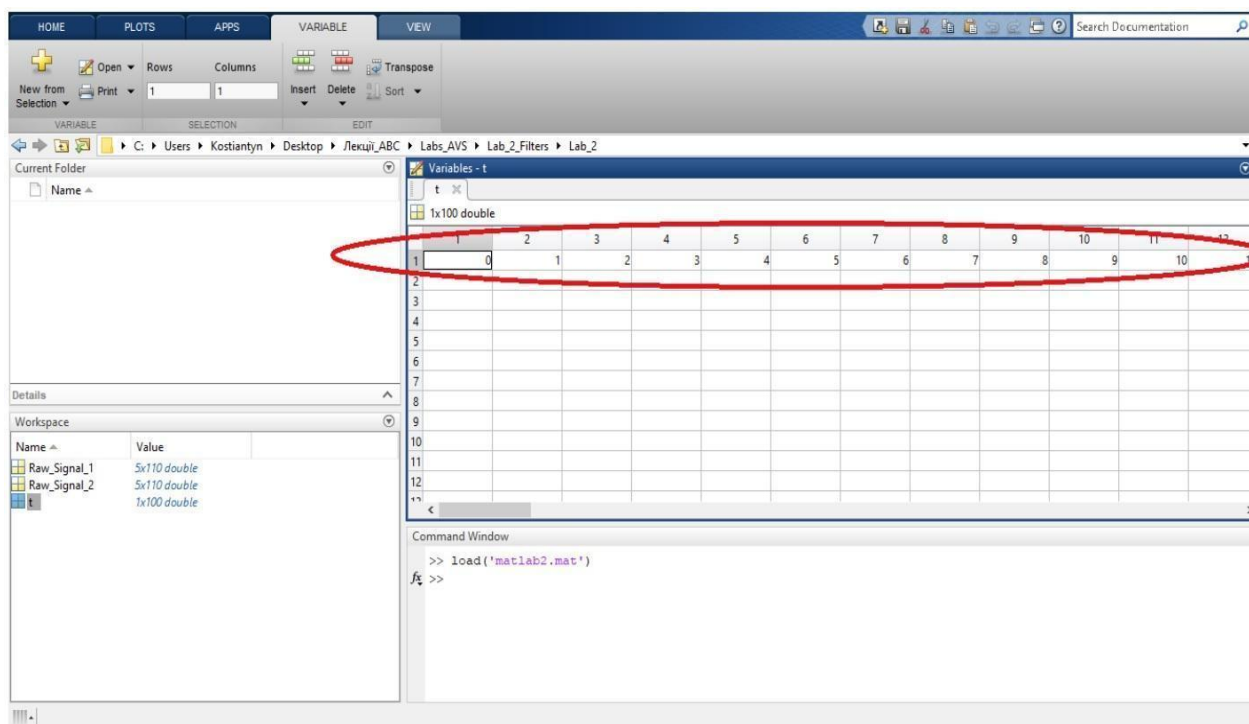 HOME PLOTS APPS VARIABLE VIEW Search Documentation
New from Selection Open Print Rows Columns Insert Delete Transpose Sort
1 1
VARIABLE SELECTION EDIT
C: Users Kostiantyn Desktop Лекції_АВС Labs_AVS Lab_2_Filters Lab_2
Current Folder
Name
Details
Workspace
Name Value
Raw_Signal_1 5x110 double
Raw_Signal_2 5x110 double
t 1x100 double
Variables - t
t
1x100 double
1 2 3 4 5 6 7 8 9 10 11 12
1 0 1 2 3 4 5 6 7 8 9 10
2
3
4
5
6
7
8
9
10
11
12
Command Window
>> load('matlab2.mat')
fx >>